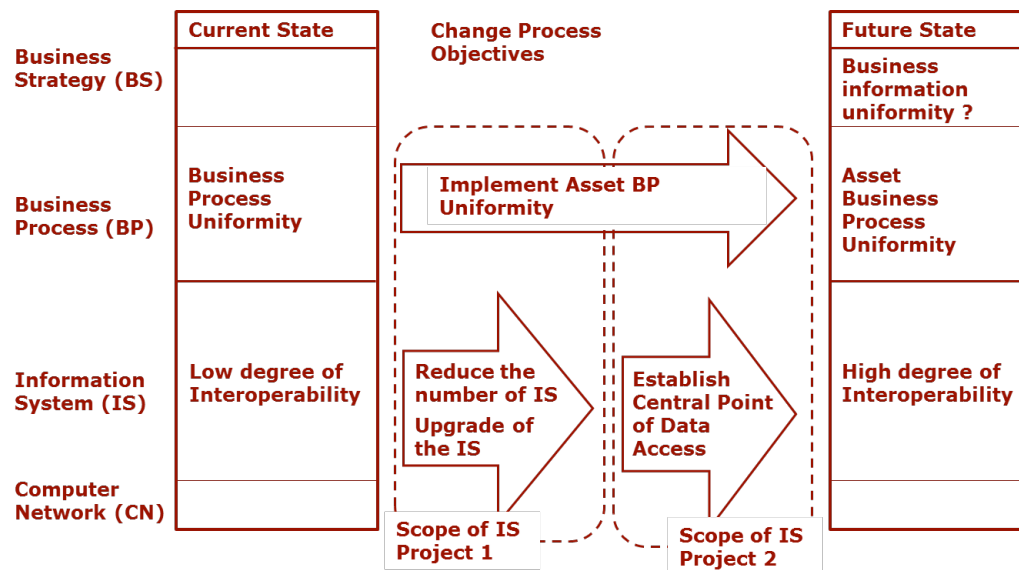 Current State
Change Process
Objectives
Future State
Business
Strategy (BS)
Business
information
uniformity ?
Business
Process (BP)
Business
Process
Uniformity
Implement Asset BP
Uniformity
Asset
Business
Process
Uniformity
Information
System (IS)
Low degree of
Interoperability
Reduce the
number of IS
Upgrade of
the IS
Establish
Central Point
of Data
Access
High degree of
Interoperability
Computer
Network (CN)
Scope of IS
Project 1
Scope of IS
Project 2